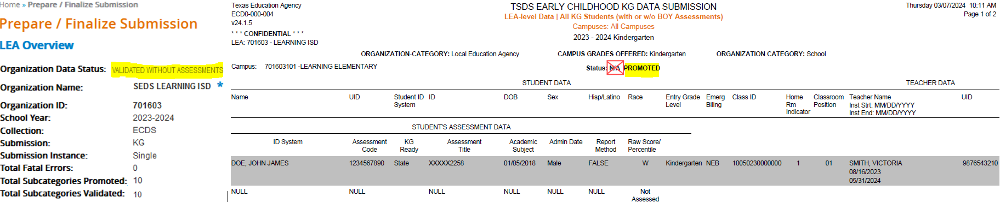 Home » Prepare / Finalize Submission
Prepare / Finalize Submission
LEA Overview
Organization Data Status: VALIDATED WITHOUT ASSESSMENTS
Organization Name: SEDS LEARNING ISD *
Organization ID: 701603
School Year: 2023-2024
Collection: ECDS
Submission: KG
Submission Instance: Single
Total Fatal Errors: 0
Total Subcategories Promoted: 10
Total Subcategories Validated: 10
Texas Education Agency
ECD0-000-004
v24.1.5
* * * CONFIDENTIAL * * *
LEA: 701603 - LEARNING ISD
TSDS EARLY CHILDHOOD KG DATA SUBMISSION
LEA-level Data | All KG Students (with or w/o BOY Assessments)
Campuses: All Campuses
2023 - 2024 Kindergarten
Thursday 03/07/2024 10:11 AM
Page 1 of 2
ORGANIZATION-CATEGORY: Local Education Agency CAMPUS GRADES OFFERED: Kindergarten ORGANIZATION CATEGORY: School
Campus: 701603101 -LEARNING ELEMENTARY Status: N/A PROMOTED
STUDENT DATA TEACHER DATA
Name UID Student ID ID DOB Sex Hisp/Latino Race Entry Grade Emerg Class ID Home Classroom Teacher Name UID
System Level Biling Rm Position Inst Strt: MM/DD/YYYY
Indicator Inst End: MM/DD/YYYY
STUDENT'S ASSESSMENT DATA
ID System Assessment KG Assessment Academic Admin Date Report Raw Score/
Code Ready Title Subject Method Percentile
DOE, JOHN JAMES 1234567890 State XXXXX2258 01/05/2018 Male FALSE W Kindergarten NEB 10050230000000 1 01 SMITH, VICTORIA 9876543210
08/16/2023
05/31/2024
NULL NULL NULL NULL NULL NULL Not
Assessed